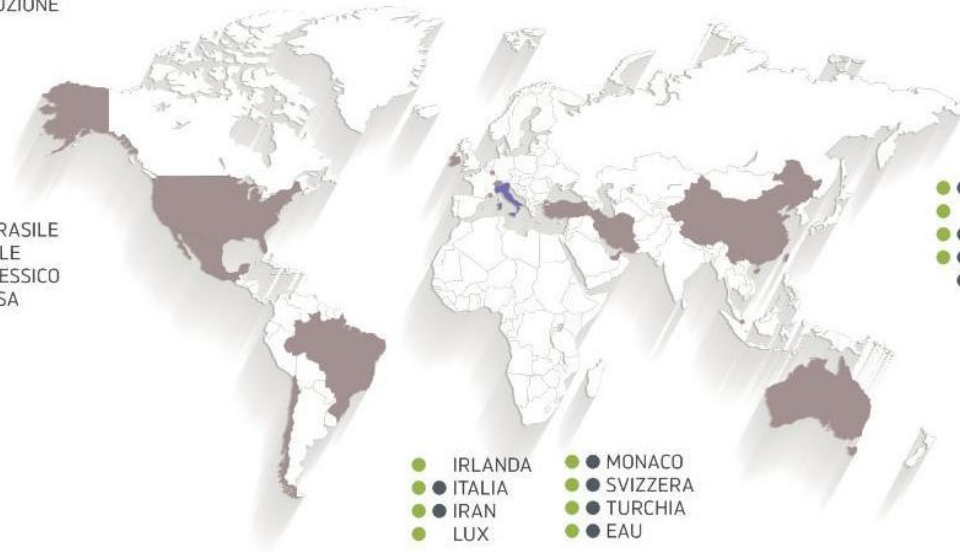 UZIONE
RASILE
LE
ESSICO
SA
IRLANDA
ITALIA
IRAN
LUX
MONACO
SVIZZERA
TURCHIA
EAU